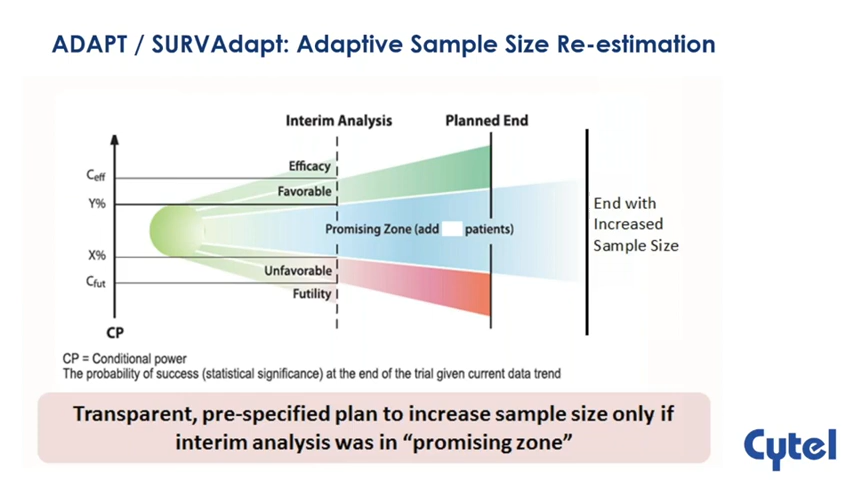 ADAPT / SURVAdapt: Adaptive Sample Size Re-estimation
Interim Analysis
Planned End
Ceff
Efficacy
Favorable
Y%
Promising Zone (add patients)
End with
Increased
Sample Size
X%
Unfavorable
Cfut
Futility
CP
CP = Conditional power
The probability of success (statistical significance) at the end of the trial given current data trend
Transparent, pre-specified plan to increase sample size only if
interim analysis was in “promising zone”
Cytel